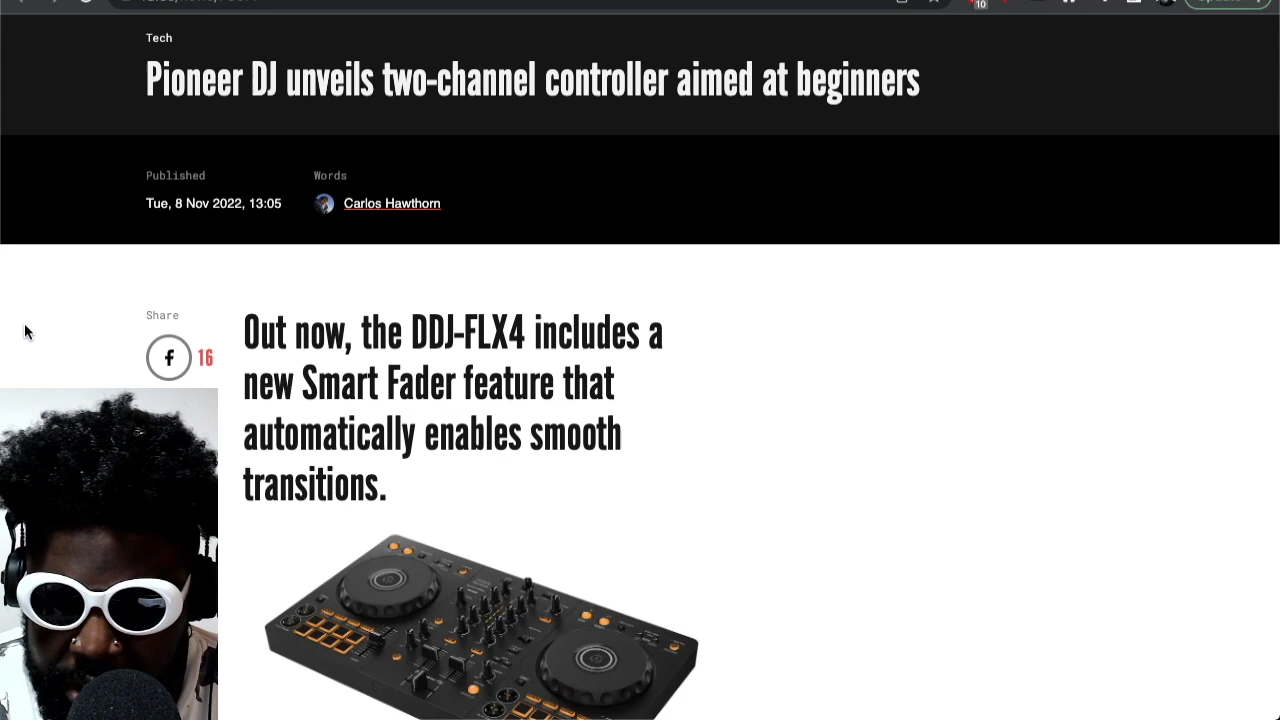 10
Tech
Pioneer DJ unveils two-channel controller aimed at beginners
Published
Words
Tue, 8 Nov 2022, 13:05
Carlos Hawthorn
Share
16
Out now, the DDJ-FLX4 includes a
new Smart Fader feature that
automatically enables smooth
transitions.